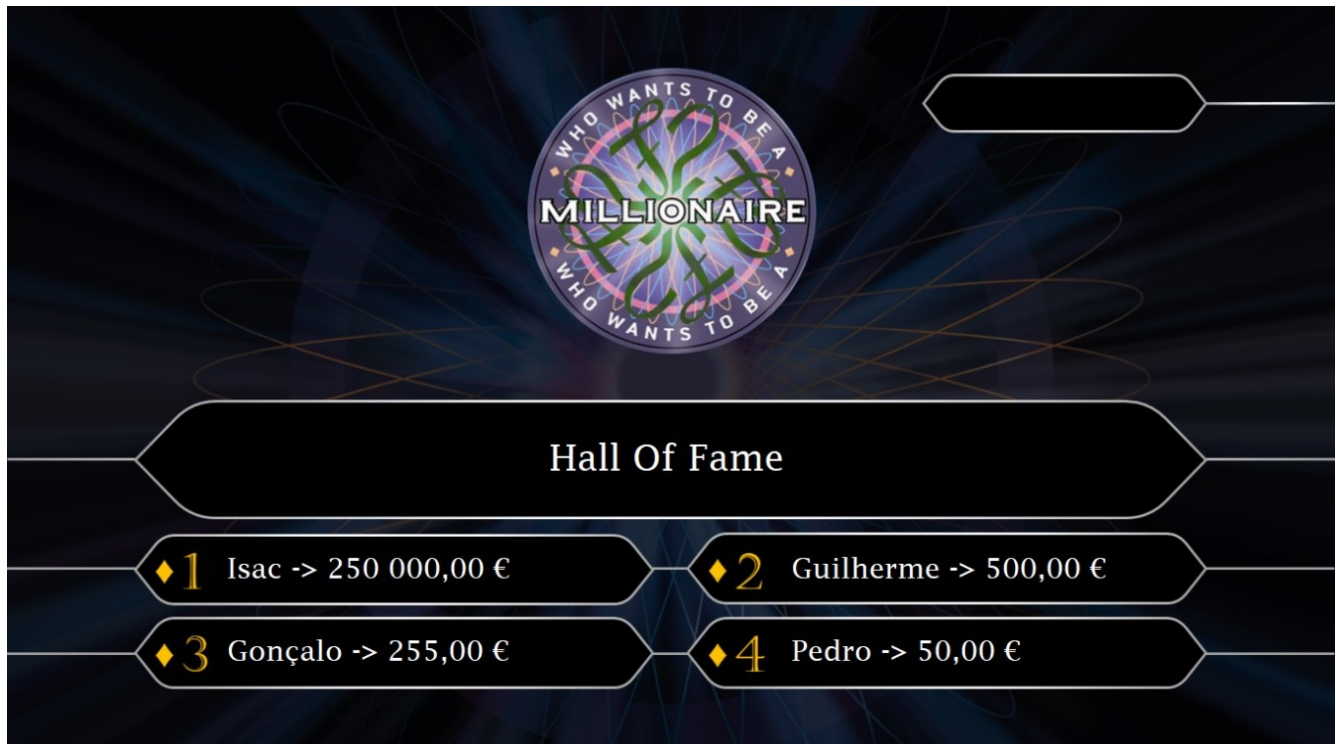 WHO WANTS TO BE A
MILLIONAIRE
WHO WANTS TO BE A
Hall Of Fame
1 Isac -> 250 000,00 €
2 Guilherme -> 500,00 €
3 Gonçalo -> 255,00 €
4 Pedro -> 50,00 €